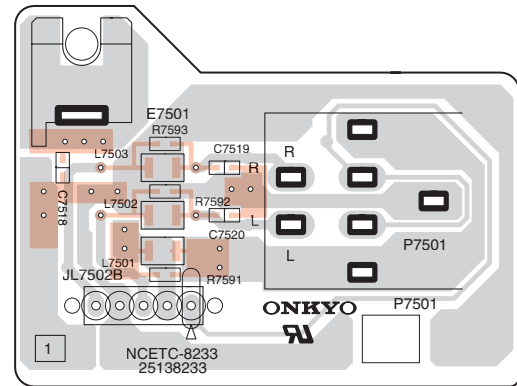 E7501
R7593
C7519
L7503
R
R
C7518
L7502
R7592
L
C7520
L
P7501
L7501
JL7502B
R7591
ONKYO
P7501
1
NCETC-8233
25138233